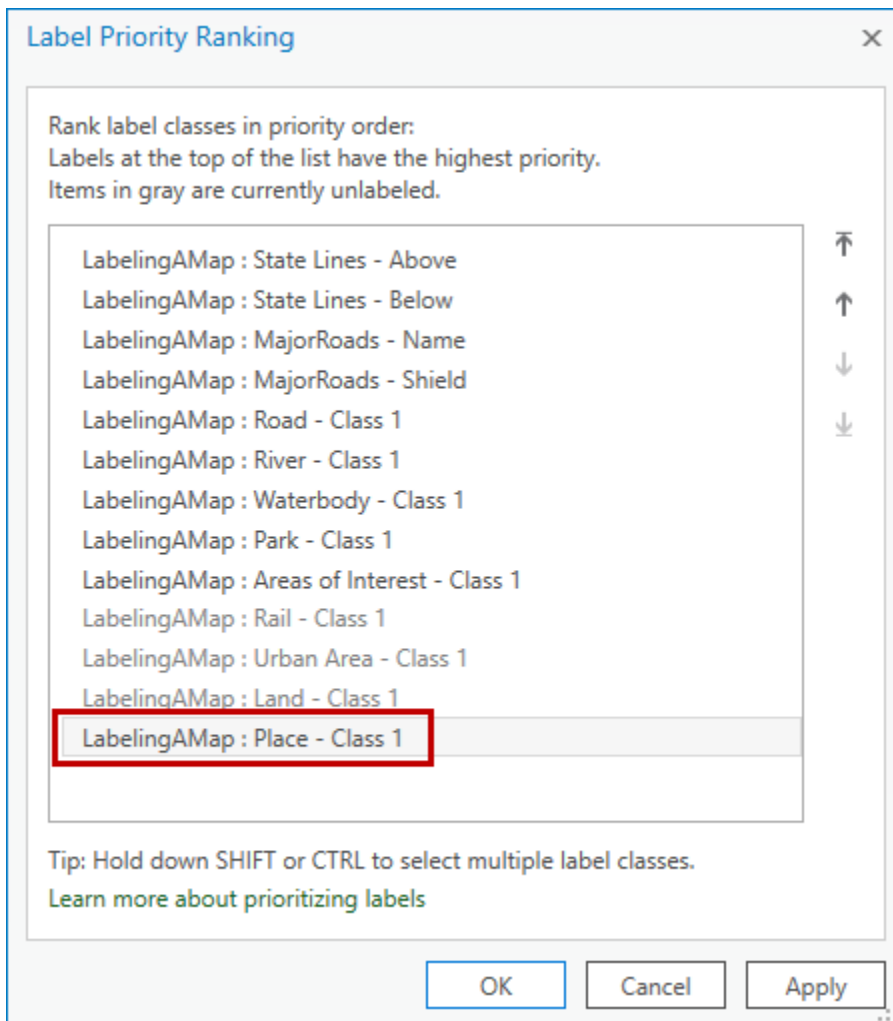 Label Priority Ranking
Rank label classes in priority order:
Labels at the top of the list have the highest priority.
Items in gray are currently unlabeled.
LabelingAMap : State Lines - Above
LabelingAMap : State Lines - Below
LabelingAMap : MajorRoads - Name
LabelingAMap : MajorRoads - Shield
LabelingAMap : Road - Class 1
LabelingAMap : River - Class 1
LabelingAMap : Waterbody - Class 1
LabelingAMap : Park - Class 1
LabelingAMap : Areas of Interest - Class 1
LabelingAMap : Rail - Class 1
LabelingAMap : Urban Area - Class 1
LabelingAMap : Land - Class 1
LabelingAMap : Place - Class 1
Tip: Hold down SHIFT or CTRL to select multiple label classes.
Learn more about prioritizing labels
OK Cancel Apply